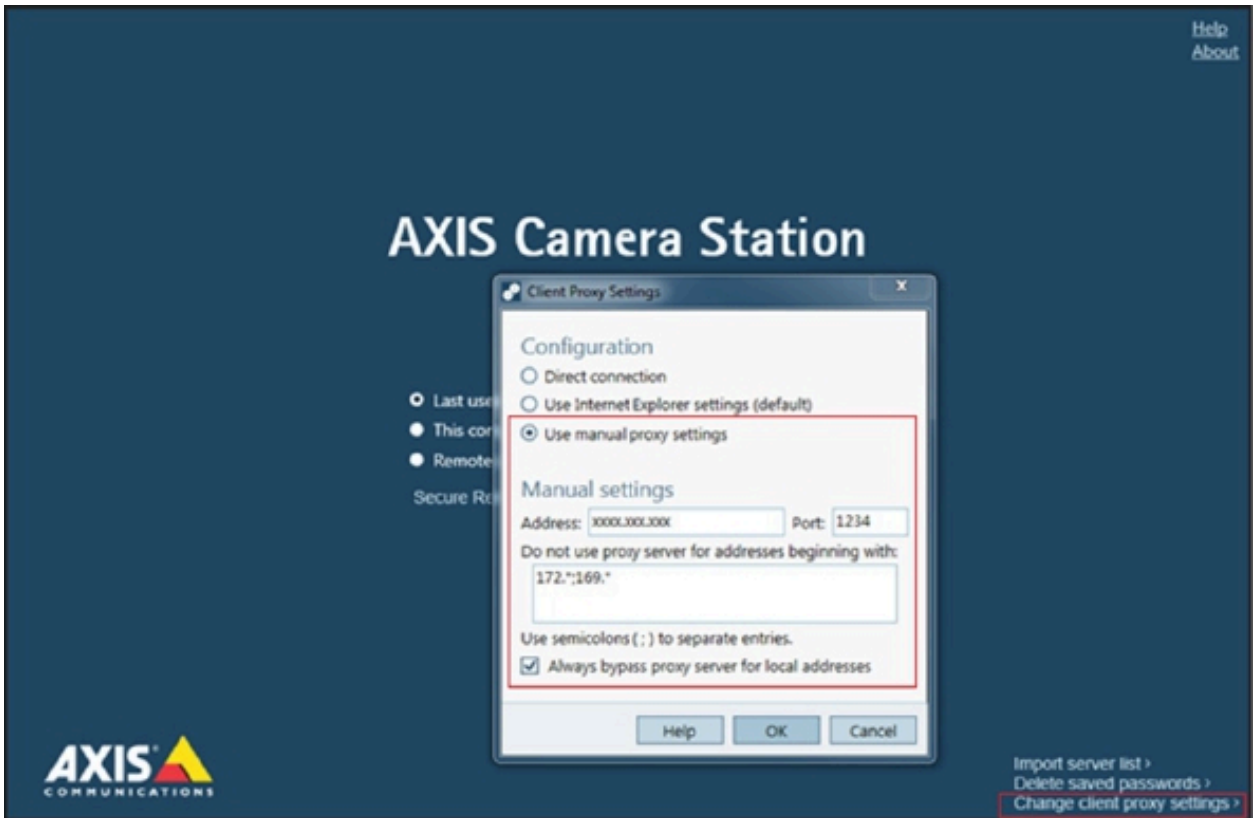 Help
About
AXIS Camera Station
Client Proxy Settings
x
Configuration
Direct connection
Use Internet Explorer settings (default)
Last use
This con
Use manual proxy settings
Remote
Manual settings
Secure Re
Address: xxxx.xxx.xxx Port: 1234
Do not use proxy server for addresses beginning with:
172.*;169.*
Use semicolons ( ; ) to separate entries.
Always bypass proxy server for local addresses
Help OK Cancel
AXIS
COMMUNICATIONS
Import server list ›
Delete saved passwords ›
Change client proxy settings ›